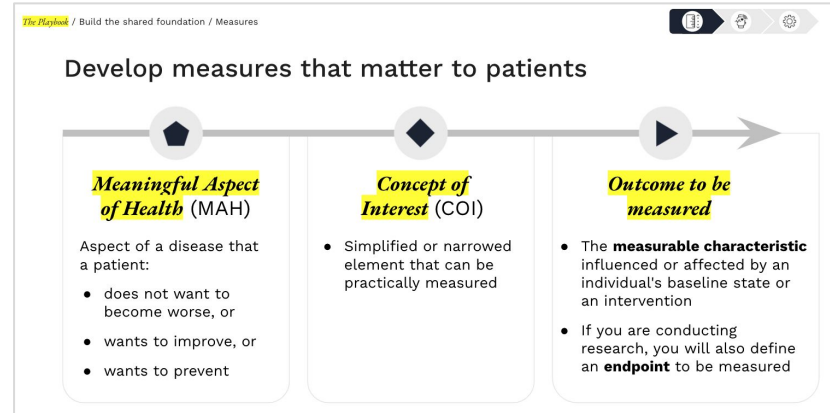 The Playbook / Build the shared foundation / Measures
Develop measures that matter to patients
Meaningful Aspect
of Health (MAH)
Aspect of a disease that
a patient:
● does not want to
become worse, or
● wants to improve, or
● wants to prevent
Concept of
Interest (COI)
● Simplified or narrowed
element that can be
practically measured
Outcome to be
measured
● The measurable characteristic
influenced or affected by an
individual's baseline state or
an intervention
● If you are conducting
research, you will also define
an endpoint to be measured